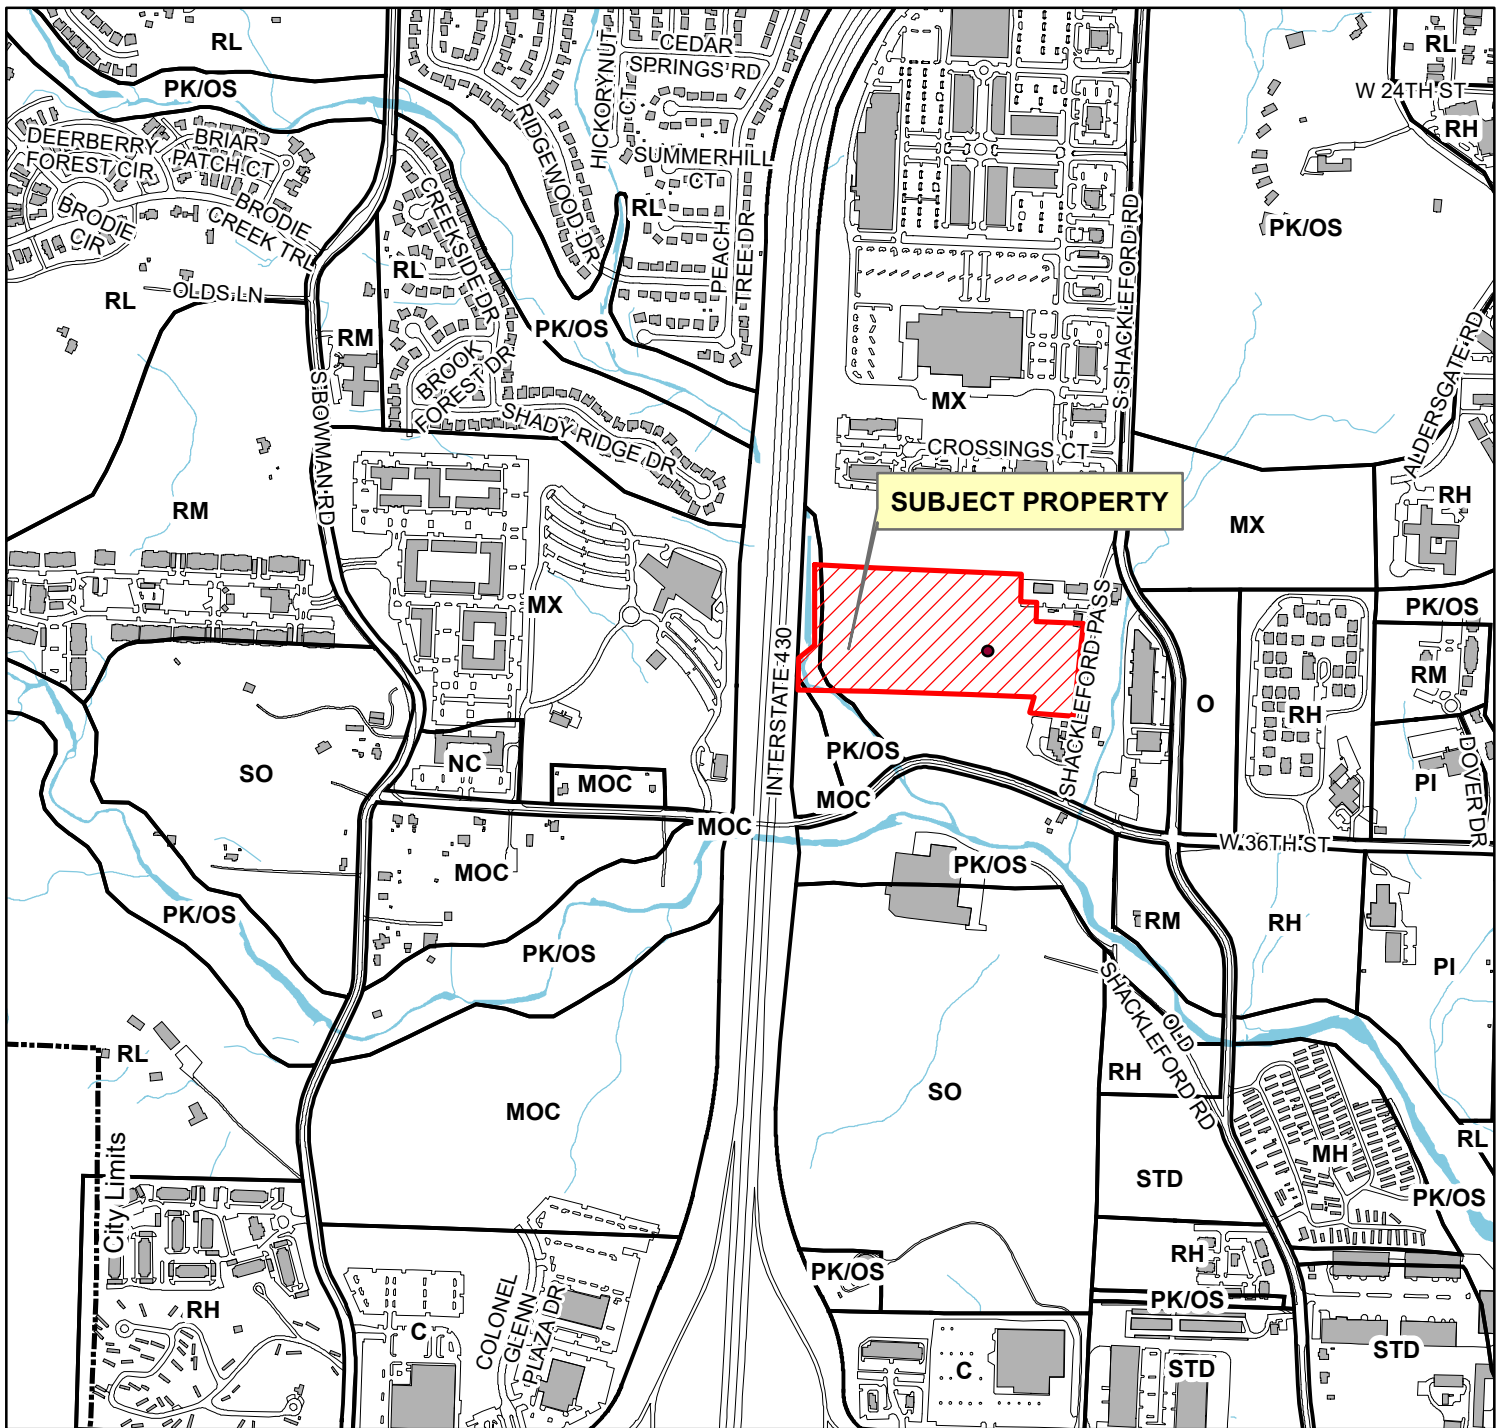 RL
CEDAR
SPRINGS RD
HICKORYNUT
CT
RL
W 24TH ST
RH
PK/OS
RIDGEWOOD DR
DEERBERRY
FOREST CIR
BRIAR
PATCH CT
SUMMERHILL
CT
BRODIE
CIR
BRODIE
CREEK TRL
CREEKSIDE DR
RL
PEACH
TREE DR
S SHACKLEFORD RD
PK/OS
RL
OLDS LN
RL
RM
PK/OS
BROOK
FOREST DR
S BOWMAN RD
SHADY RIDGE DR
MX
ALDERSGATE RD
CROSSINGS CT
RM
SUBJECT PROPERTY
MX
RH
MX
PK/OS
INTERSTATE 430
SHACKLEFORD PASS
RM
O
RH
SO
NC
MOC
PK/OS
MOC
PI
DOVER DR
MOC
W 36TH ST
MOC
PK/OS
PK/OS
RM
RH
PK/OS
PI
OLD
SHACKLEFORD RD
RL
RH
MOC
SO
RL
MH
STD
PK/OS
City Limits
RH
PK/OS
PK/OS
RH
COLONEL
GLENN
PLAZA DR
C
C
STD
STD